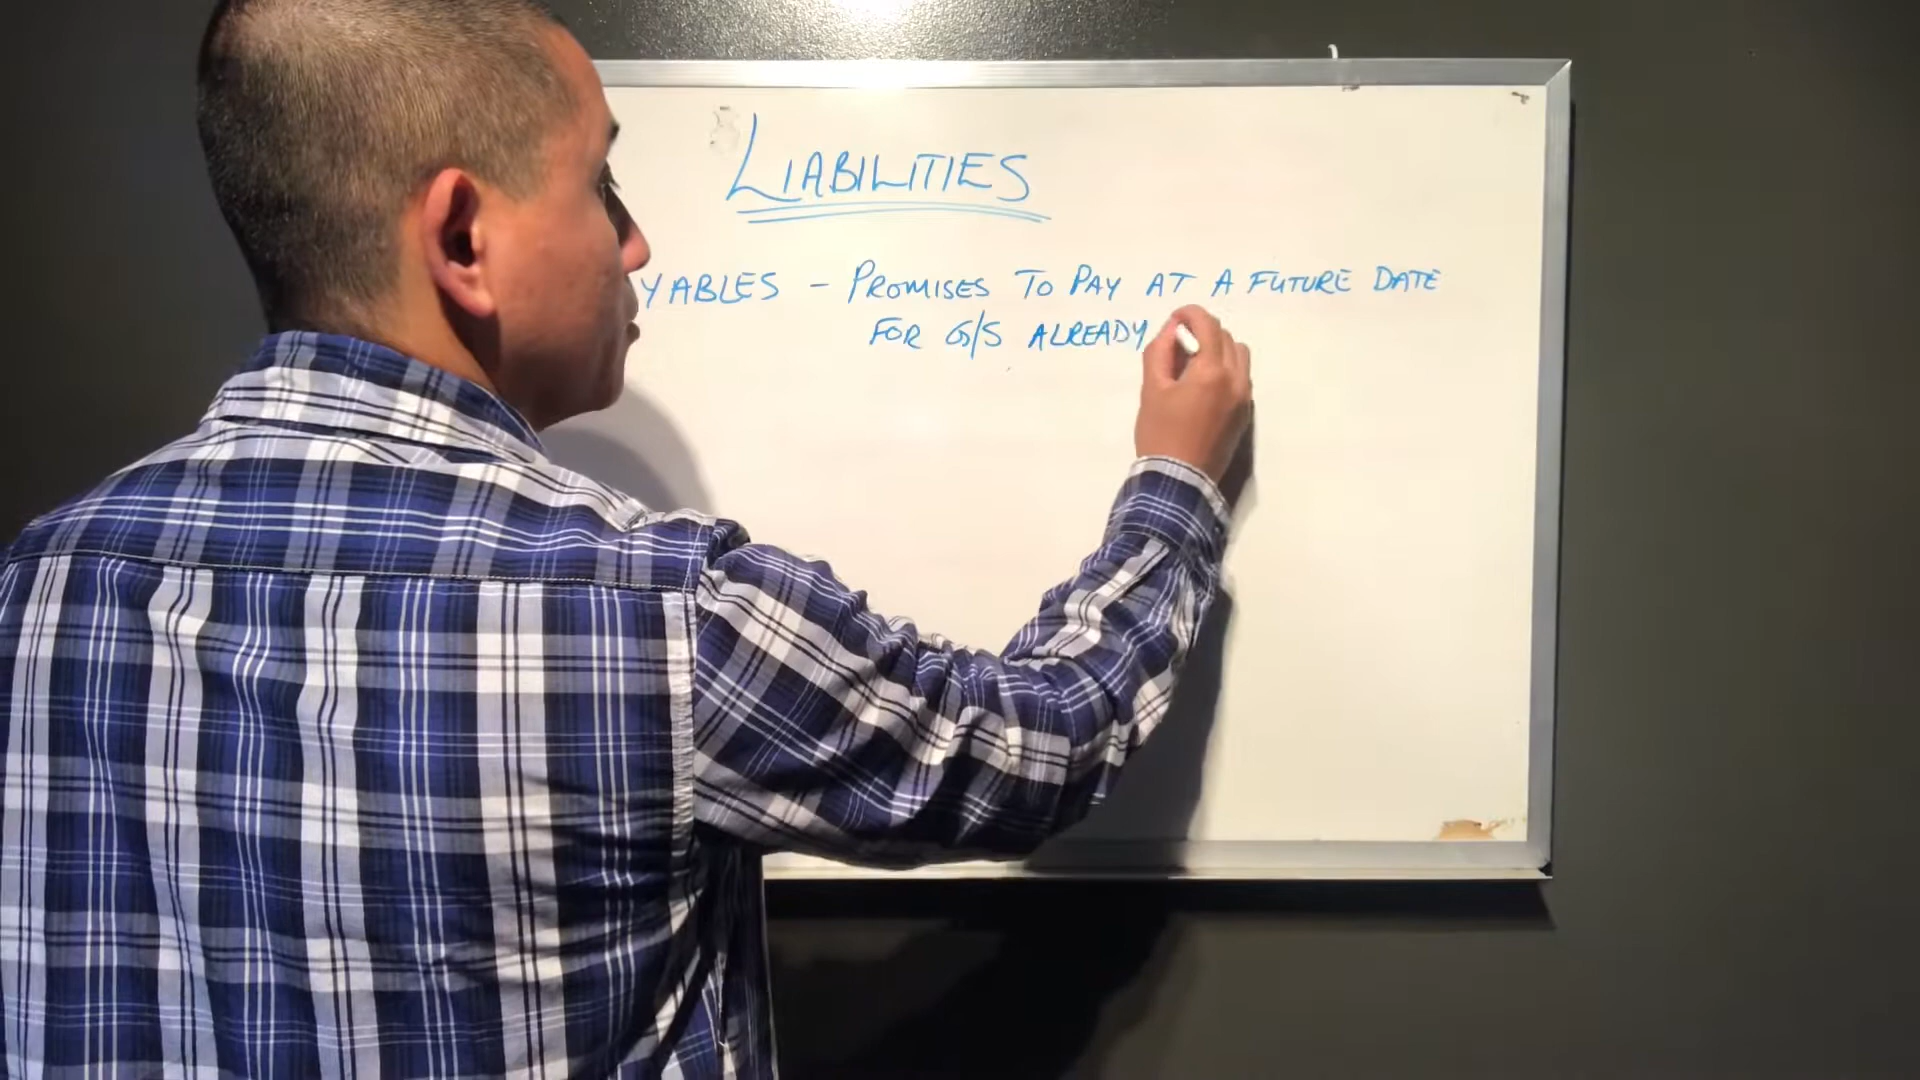 LIABILITIES
YABLES - PROMISES TO PAY AT A FUTURE DATE
FOR G/S ALREADY